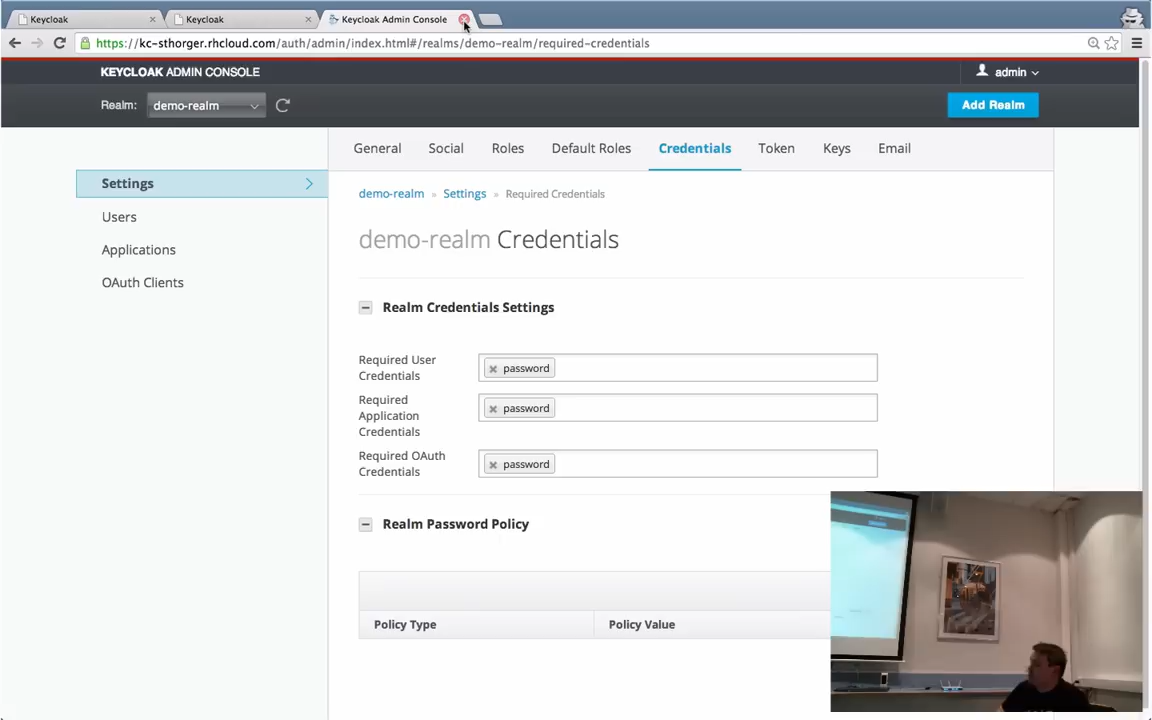 Keycloak
Keycloak
Keycloak Admin Console
https://kc-sthorger.rhcloud.com/auth/admin/index.html#/realms/demo-realm/required-credentials
KEYCLOAK ADMIN CONSOLE
admin
Realm:
demo-realm
Add Realm
General
Social
Roles
Default Roles
Credentials
Token
Keys
Email
Settings
Users
Applications
OAuth Clients
demo-realm » Settings » Required Credentials
demo-realm Credentials
Realm Credentials Settings
Required User
Credentials
password
Required
Application
Credentials
password
Required OAuth
Credentials
password
Realm Password Policy
Policy Type
Policy Value